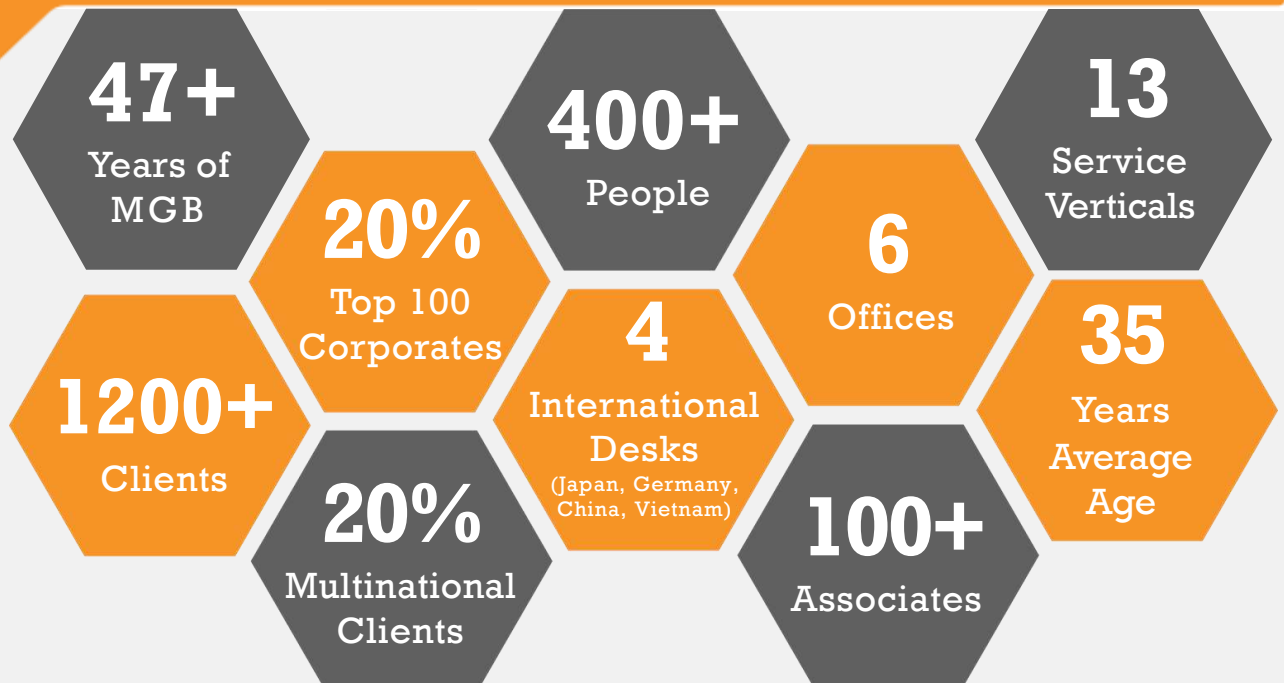 47+
Years of
MGB
400+
People
13
Service
Verticals
20%
Top 100
Corporates
6
Offices
1200+
Clients
4
International
Desks
(Japan, Germany,
China, Vietnam)
35
Years
Average
Age
20%
Multinational
Clients
100+
Associates